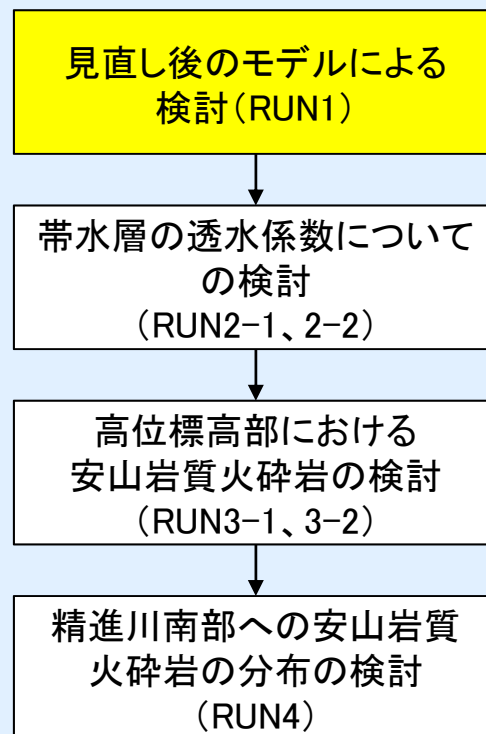 見直し後のモデルによる
検討(RUN1)
帯水層の透水係数について
の検討
(RUN2-1、2-2)
高位標高部における
安山岩質火砕岩の検討
(RUN3-1、3-2)
精進川南部への安山岩質
火砕岩の分布の検討
(RUN4)